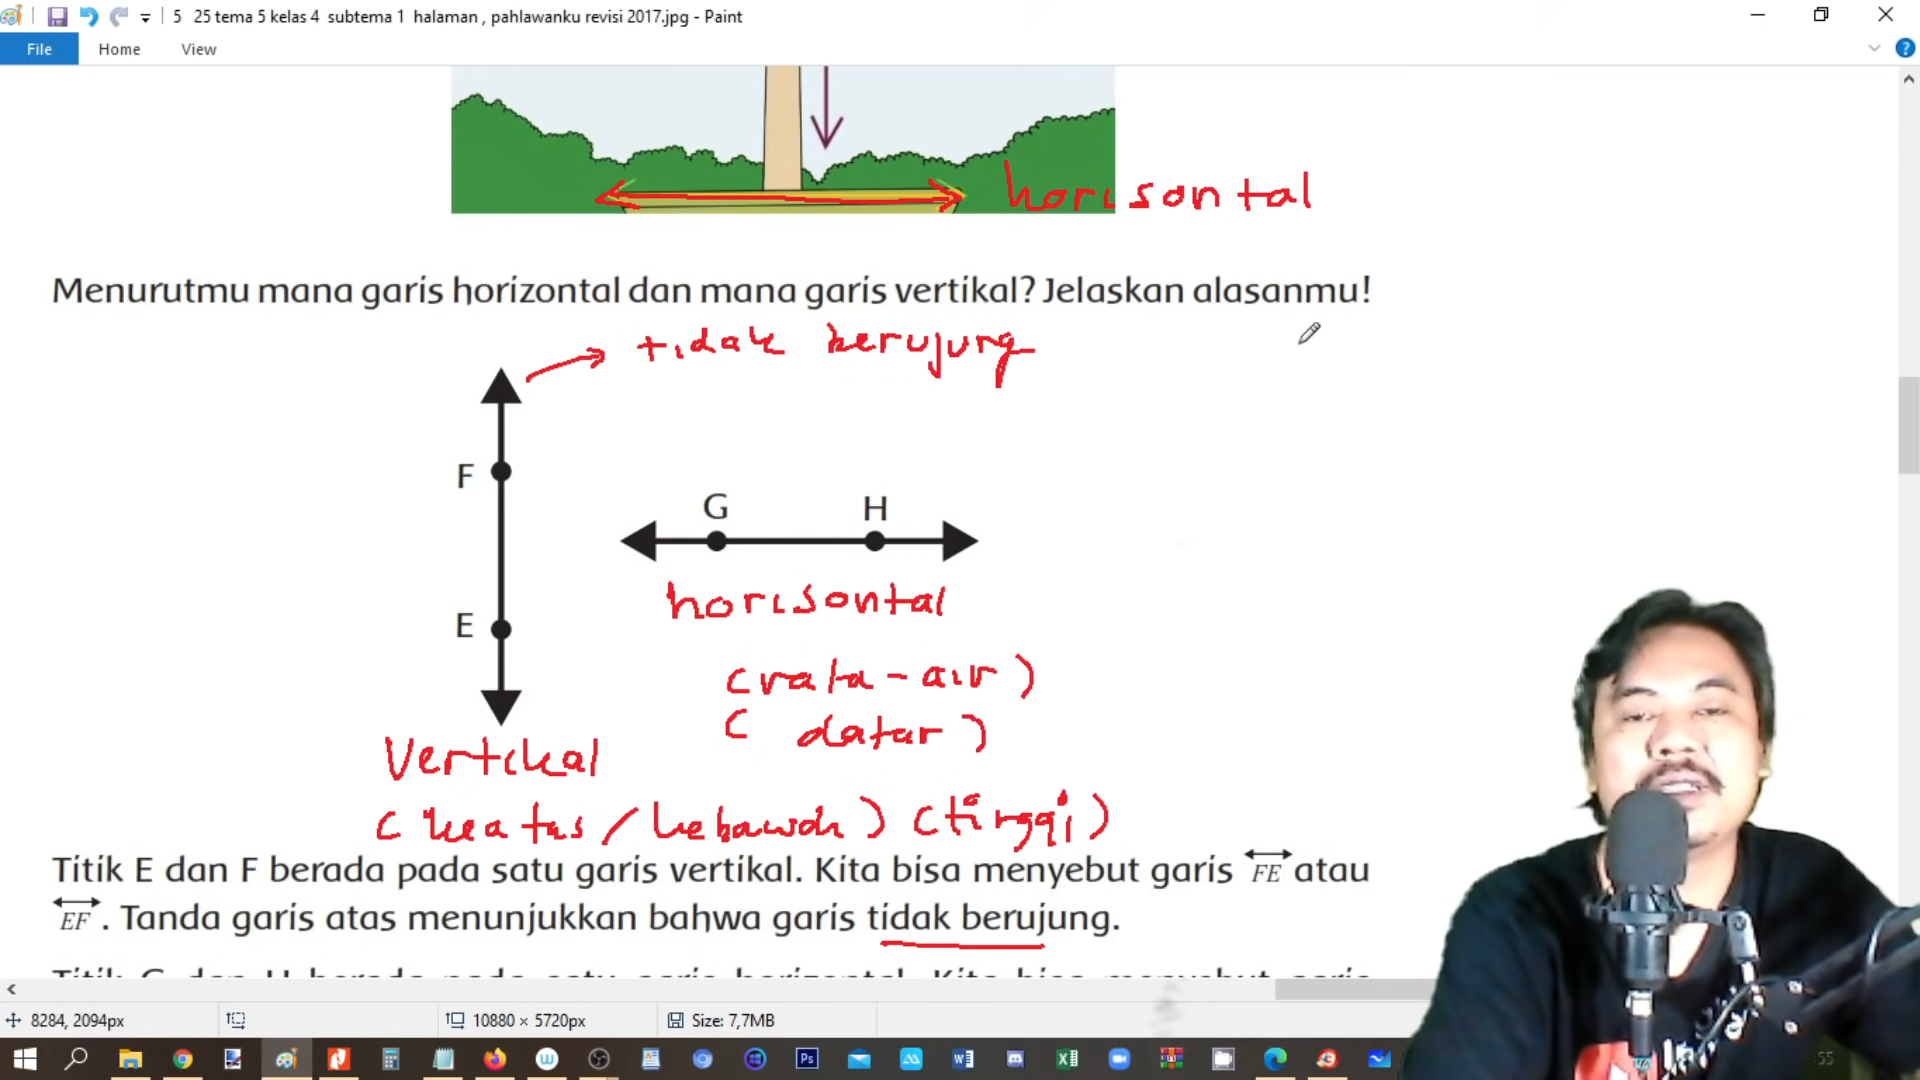 5 25 tema 5 kelas 4 subtema 1 halaman , pahlawanku revisi 2017.jpg - Paint
File Home View
horisontal
Menurutmu mana garis horizontal dan mana garis vertikal? Jelaskan alasanmu!
tidak berujung
F
G H
horisontal
E
(rata-air)
(datar)
Vertikal
(keatas/kebawah) (tinggi)
Titik E dan F berada pada satu garis vertikal. Kita bisa menyebut garis FE atau
EF. Tanda garis atas menunjukkan bahwa garis tidak berujung.
8284, 2094px 10880 × 5720px Size: 7,7MB
Ps
55